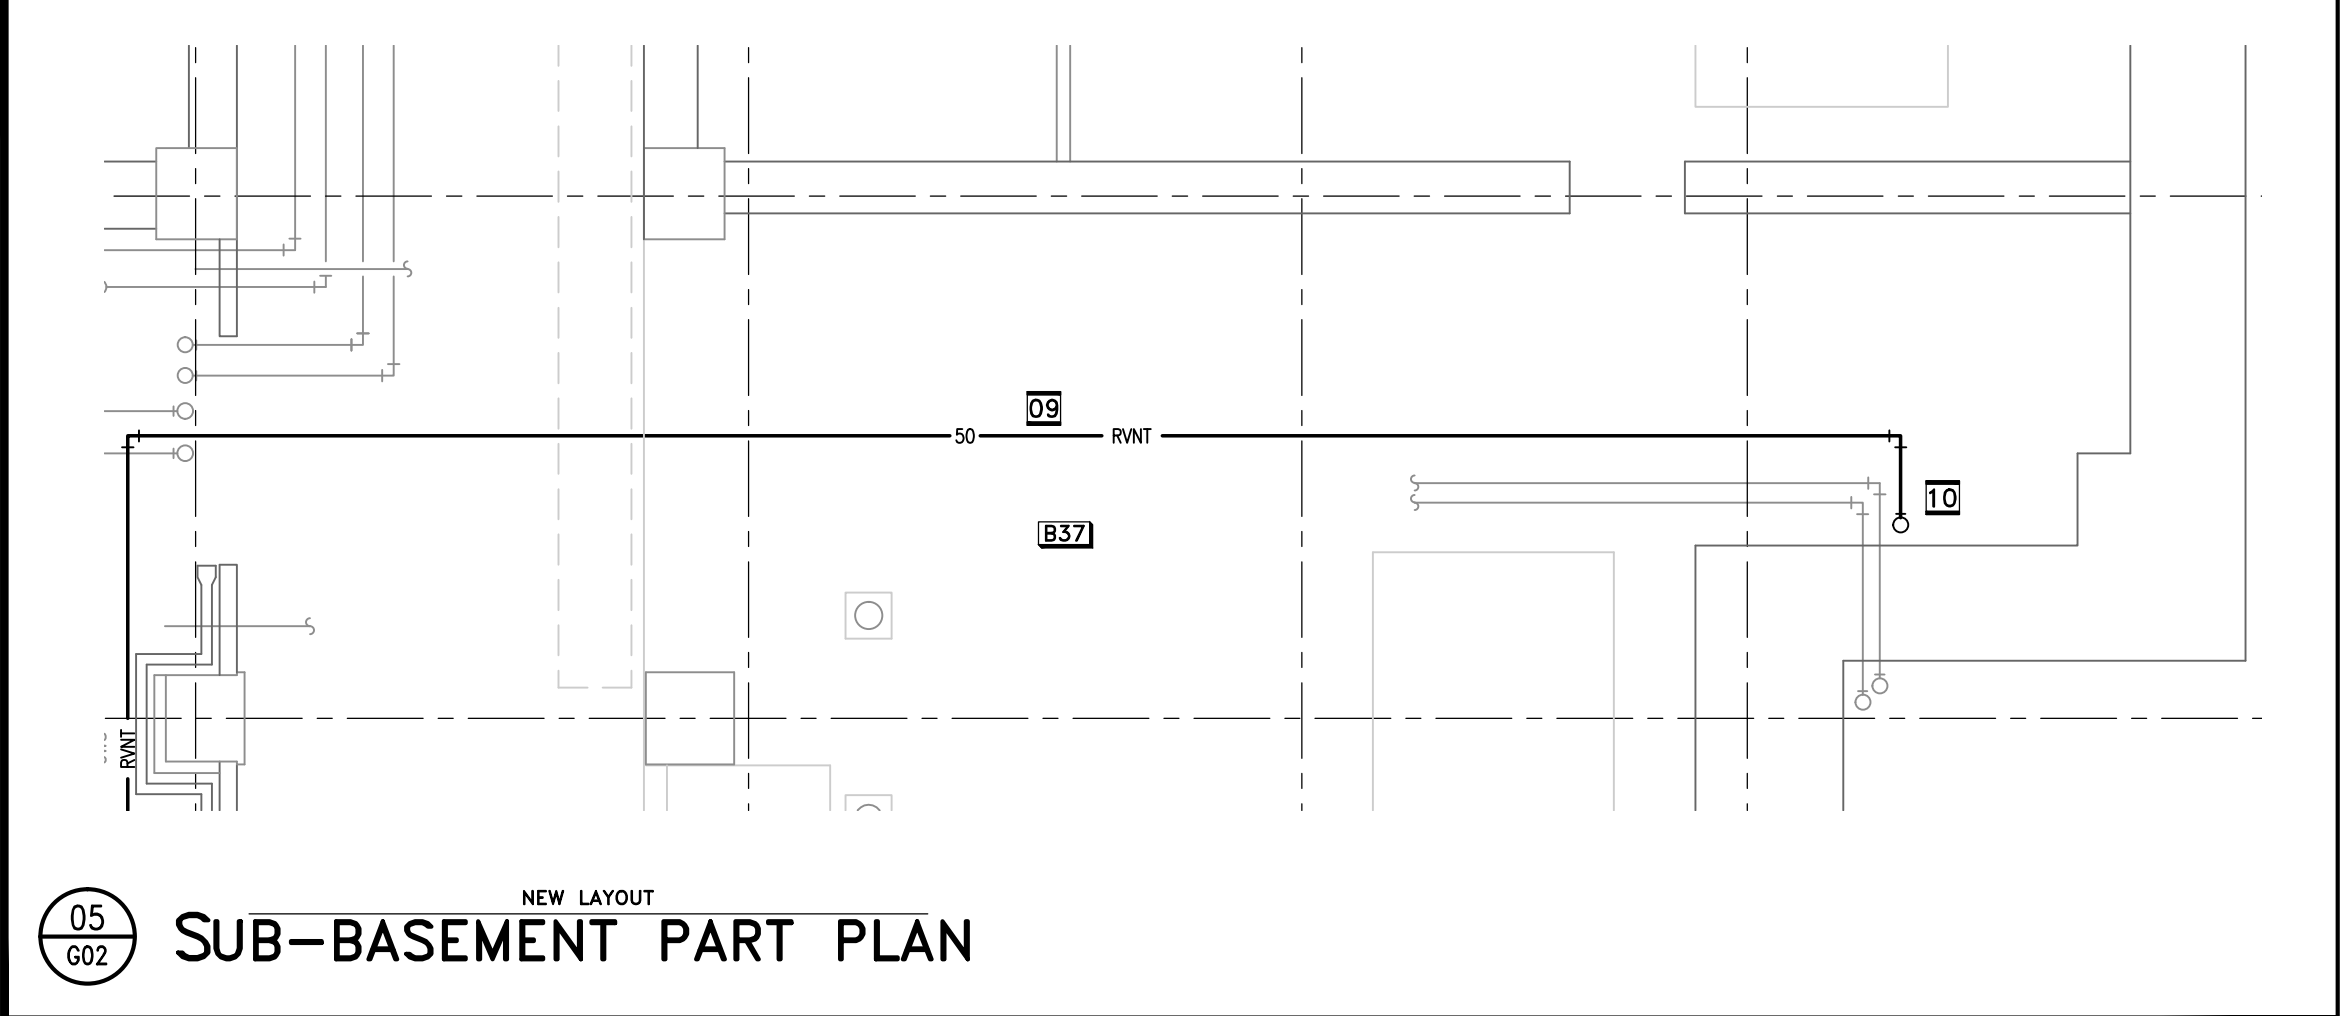 09
50 RVNT
10
B37
RVNT
NEW LAYOUT
05
SUB-BASEMENT PART PLAN
G02